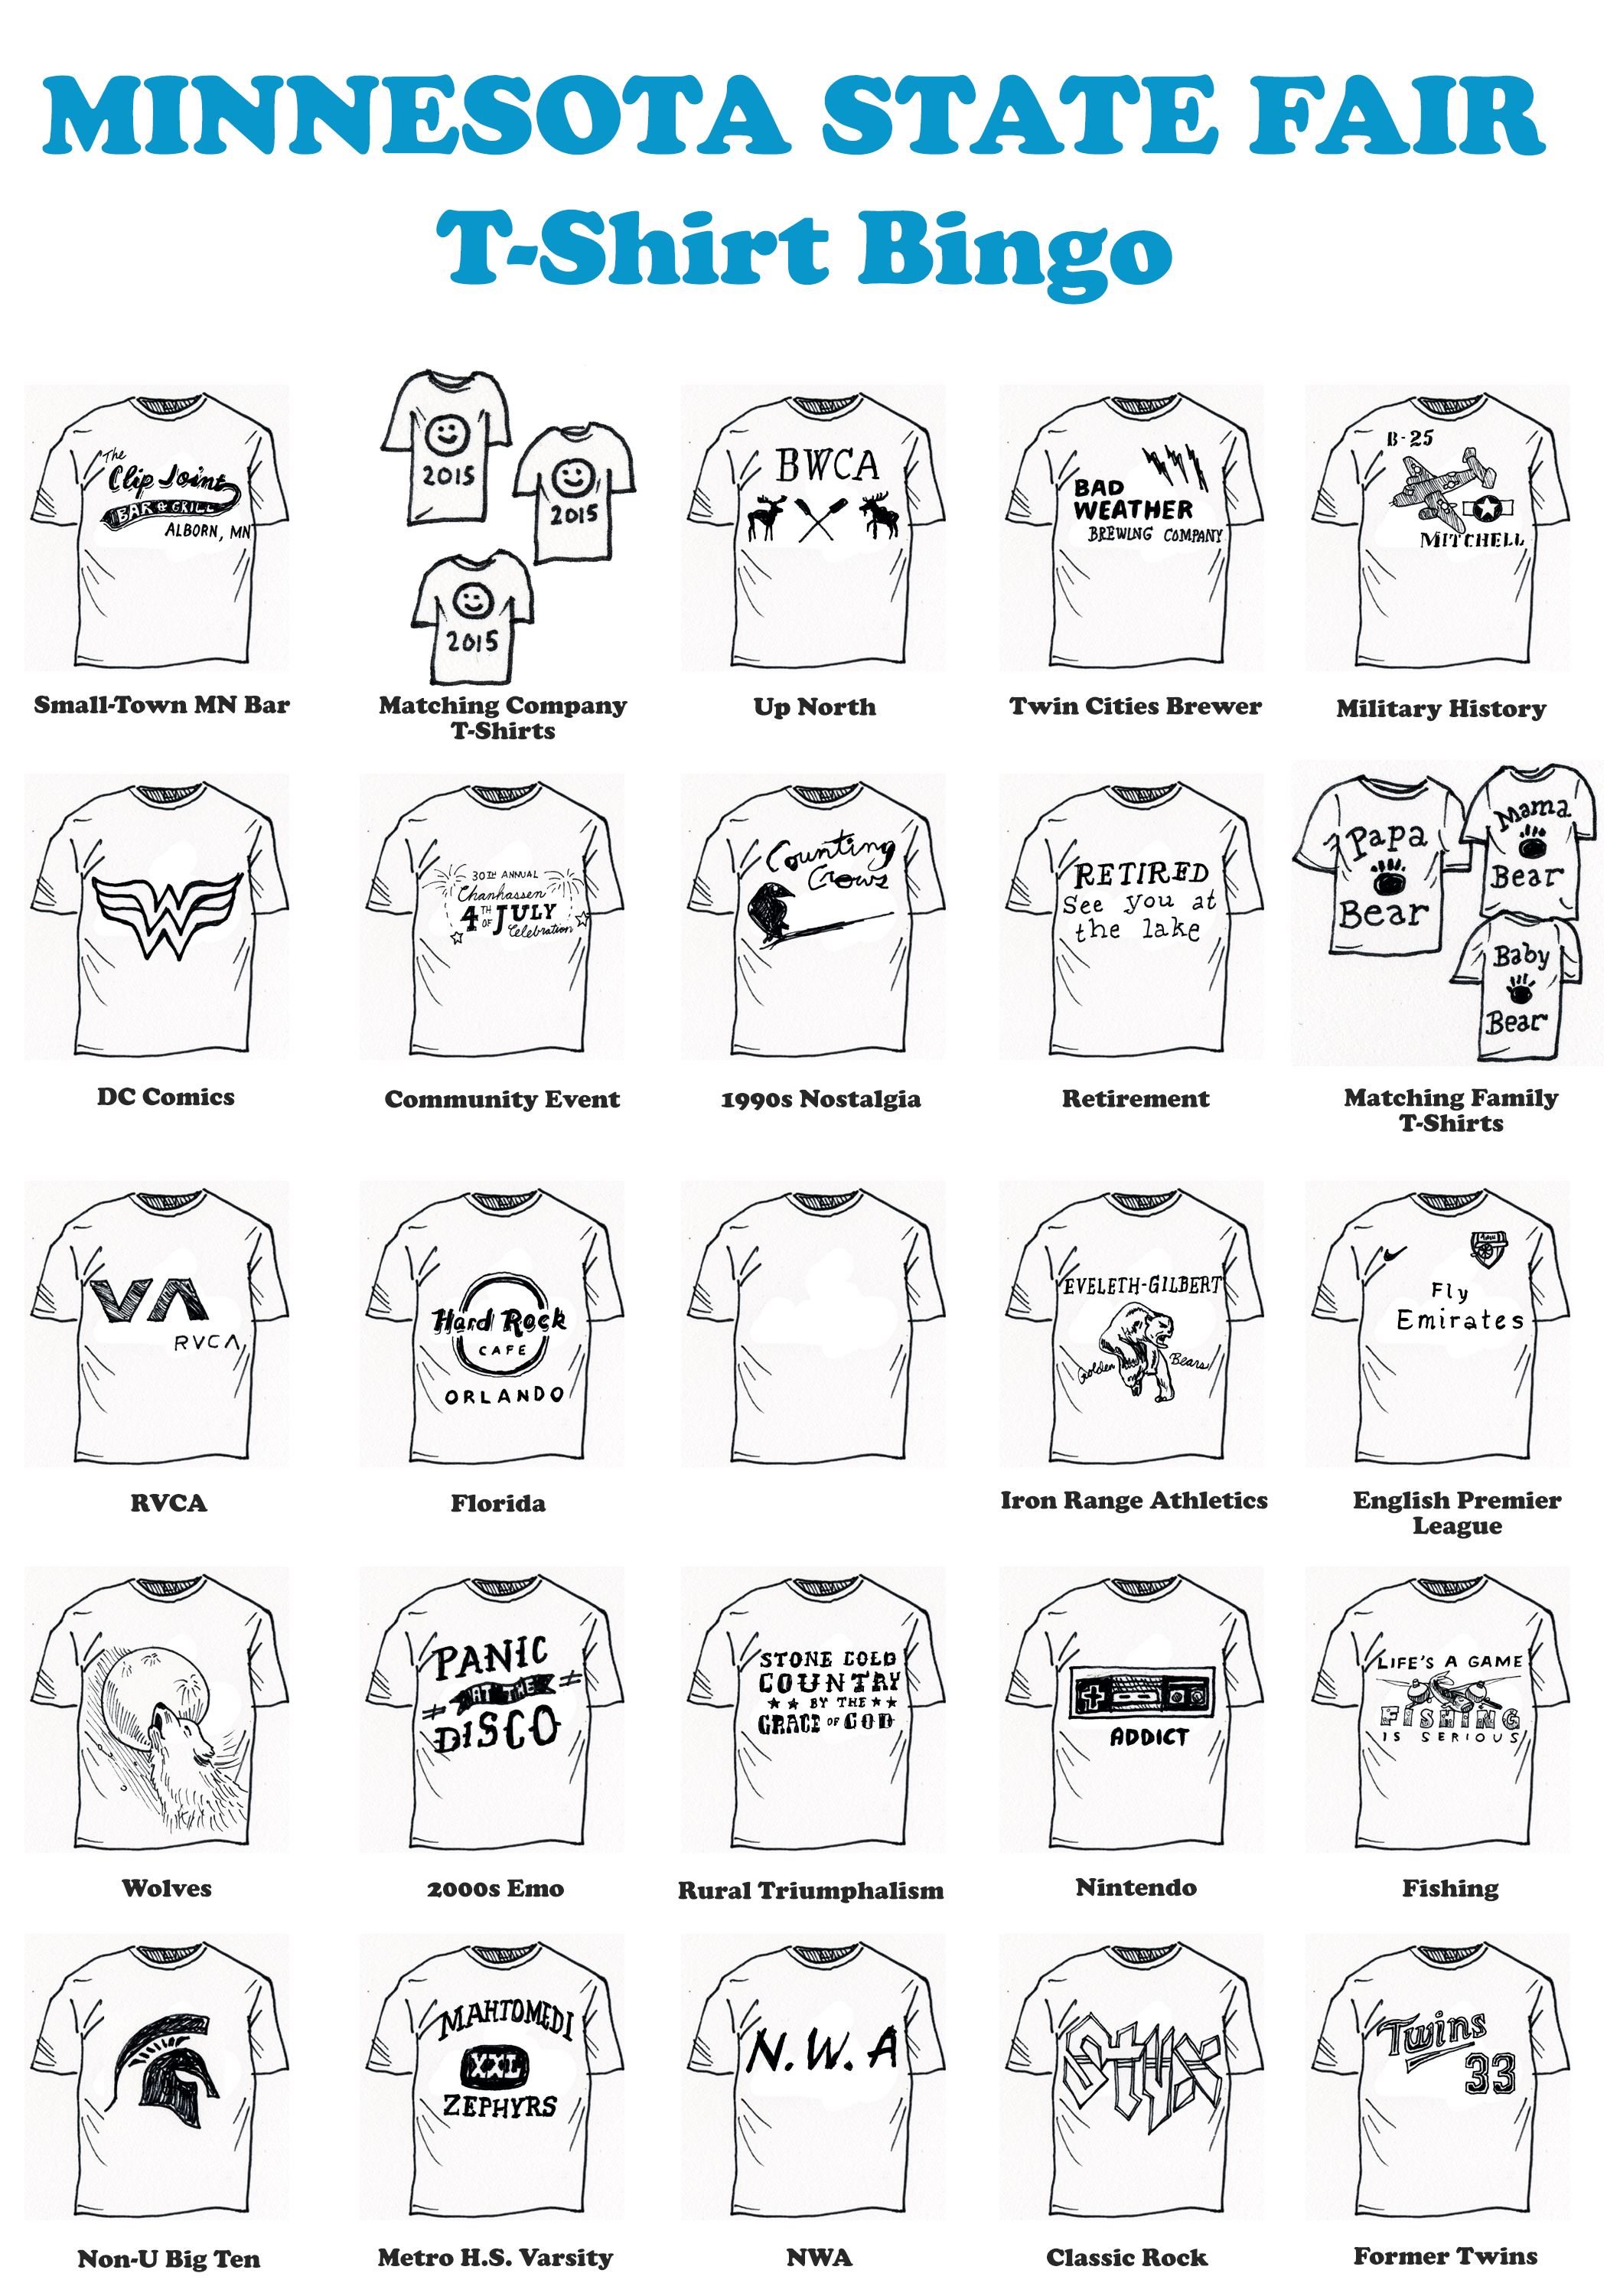 MINNESOTA STATE FAIR
T-Shirt Bingo
The
Clip Joint
BAR & GRILL
ALBORN, MN
Small-Town MN Bar
2015
2015
2015
Matching Company
T-Shirts
BWCA
Up North
BAD
WEATHER
BREWING COMPANY
Twin Cities Brewer
B-25
MITCHELL
Military History
DC Comics
30TH ANNUAL
Chanhassen
4TH OF JULY
Celebration
Community Event
Counting
Crows
1990s Nostalgia
RETIRED
See you at
the lake
Retirement
Papa
Bear
Mama
Bear
Baby
Bear
Matching Family
T-Shirts
VA
RVCA
RVCA
Hard Rock
CAFE
ORLANDO
Florida
EVELETH-GILBERT
Golden Bears
Iron Range Athletics
Fly
Emirates
English Premier
League
Wolves
PANIC
AT THE
DISCO
2000s Emo
STONE COLD
COUNTRY
BY THE
GRACE OF GOD
Rural Triumphalism
ADDICT
Nintendo
LIFE'S A GAME
FISHING
IS SERIOUS
Fishing
Non-U Big Ten
MAHTOMEDI
XXL
ZEPHYRS
Metro H.S. Varsity
N.W.A
NWA
STYX
Classic Rock
Twins
33
Former Twins